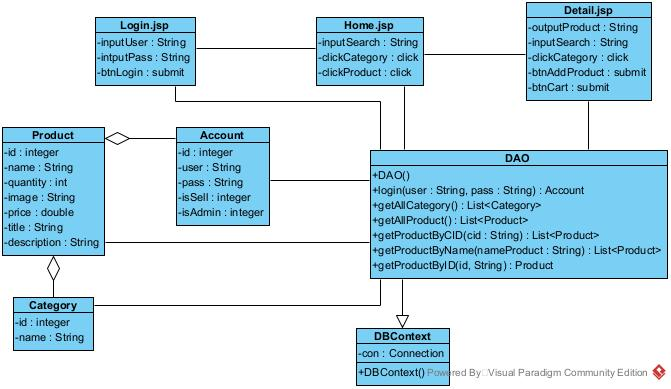 Login.jsp
-inputUser : String
-intputPass : String
-btnLogin : submit
Home.jsp
-inputSearch : String
-clickCategory : click
-clickProduct : click
Detail.jsp
-outputProduct : String
-inputSearch : String
-clickCategory : click
-btnAddProduct : submit
-btnCart : submit
Product
-id : integer
-name : String
-quantity : int
-image : String
-price : double
-title : String
-description : String
Account
-id : integer
-user : String
-pass : String
-isSell : integer
-isAdmin : integer
DAO
+DAO()
+login(user : String, pass : String) : Account
+getAllCategory() : List<Category>
+getAllProduct() : List<Product>
+getProductByCID(cid : String) : List<Product>
+getProductByName(nameProduct : String) : List<Product>
+getProductByID(id, String) : Product
Category
-id : integer
-name : String
DBContext
-con : Connection
+DBContext()
Powered By Visual Paradigm Community Edition